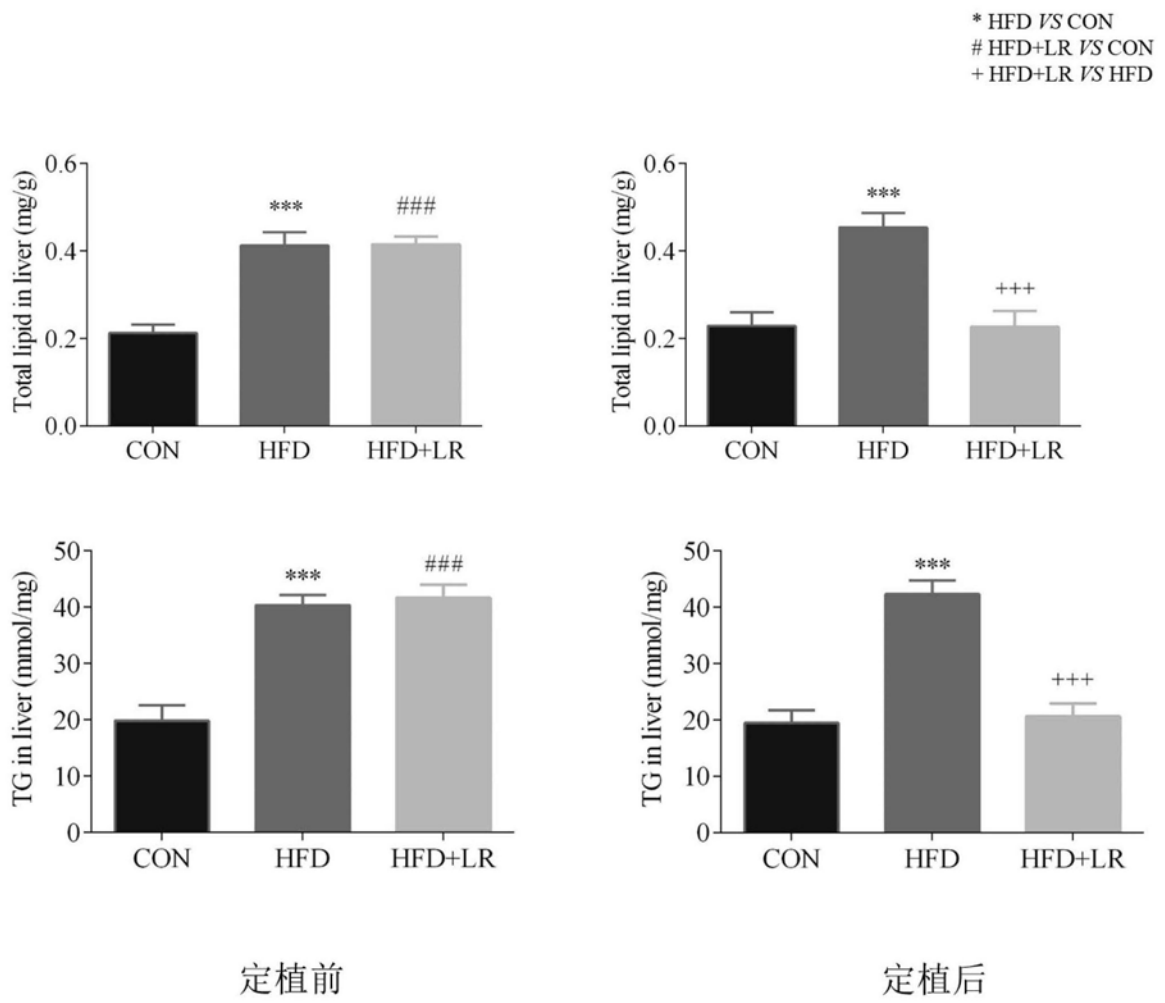 * HFD VS CON
# HFD+LR VS CON
+ HFD+LR VS HFD
Total lipid in liver (mg/g)
0.6
0.4
0.2
0.0
***
###
CON HFD HFD+LR
Total lipid in liver (mg/g)
0.6
0.4
0.2
0.0
***
+++
CON HFD HFD+LR
TG in liver (mmol/mg)
50
40
30
20
10
0
***
###
CON HFD HFD+LR
TG in liver (mmol/mg)
50
40
30
20
10
0
***
+++
CON HFD HFD+LR
定植前
定植后